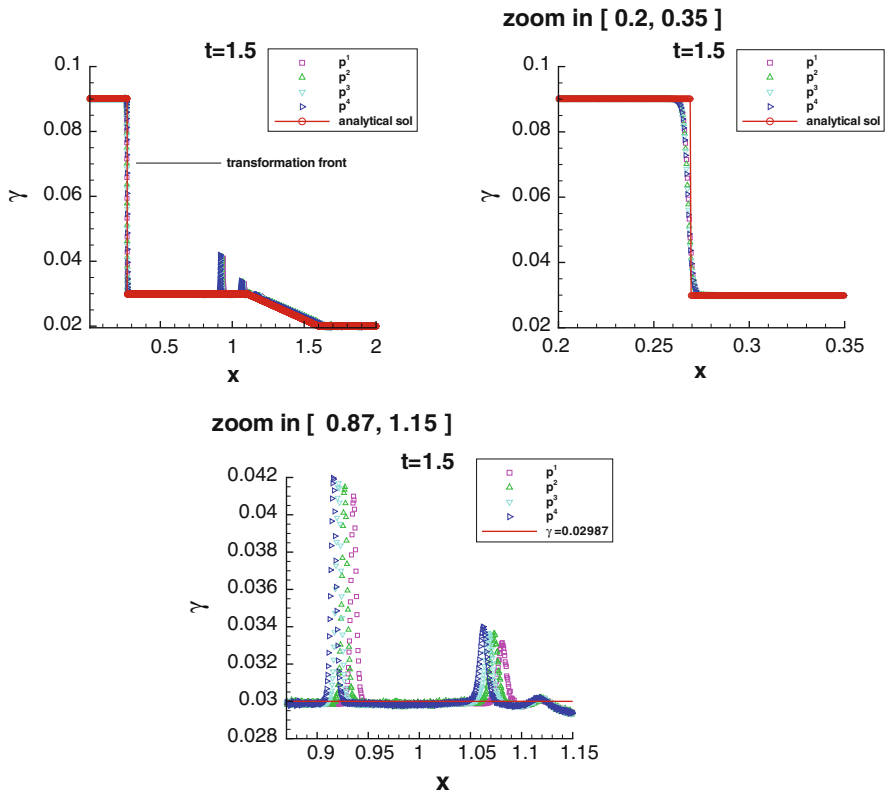 zoom in [ 0.2, 0.35 ]
t=1.5
p¹
p²
p³
p⁴
analytical sol
transformation front
γ
0.1
0.08
0.06
0.04
0.02
0.5
1
1.5
2
x
t=1.5
p¹
p²
p³
p⁴
analytical sol
γ
0.1
0.08
0.06
0.04
0.02
0.2
0.25
0.3
0.35
x
zoom in [ 0.87, 1.15 ]
t=1.5
p¹
p²
p³
p⁴
γ=0.02987
γ
0.042
0.04
0.038
0.036
0.034
0.032
0.03
0.028
0.9
0.95
1
1.05
1.1
1.15
x